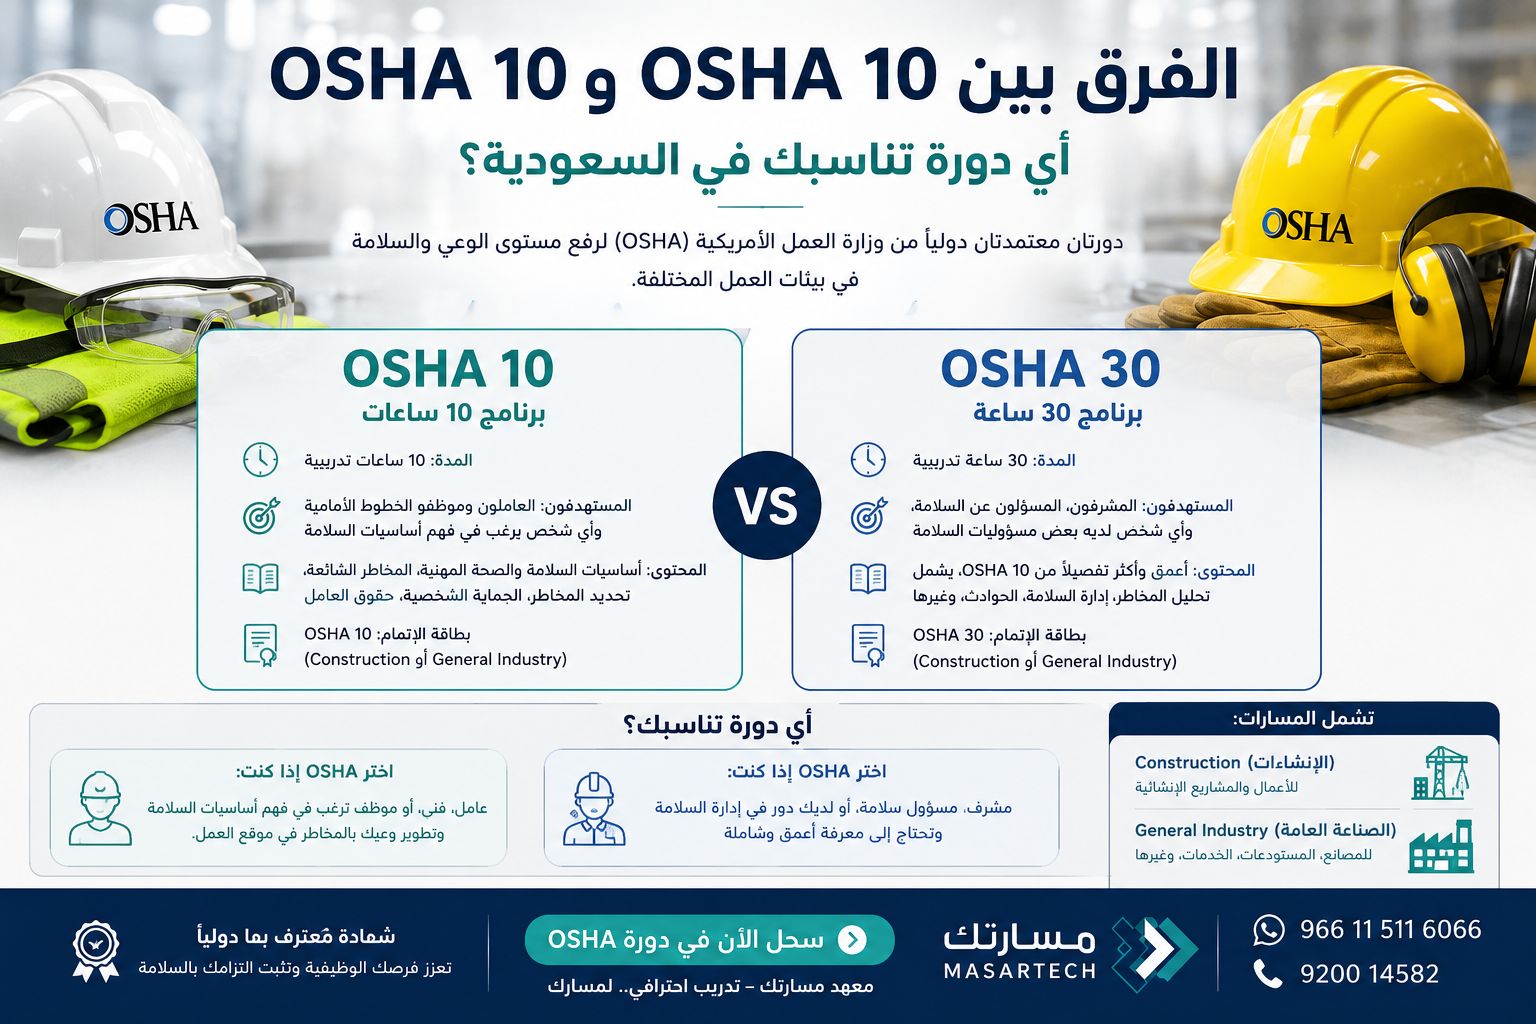 الفرق بين OSHA 10 و OSHA 10
أي دورة تناسبك في السعودية؟
دورتان معتمدتان دولياً من وزارة العمل الأمريكية (OSHA) لرفع مستوى الوعي والسلامة
في بيئات العمل المختلفة.
OSHA
OSHA
OSHA 30
برنامج 30 ساعة
المدة: 30 ساعة تدريبية
المستهدفون: المشرفون، المسؤلون عن السلامة،
وأي شخص لديه بعض مسؤوليات السلامة
المحتوى: أعمق وأكثر تفصيلاً من OSHA 10، يشمل
تحليل المخاطر، إدارة السلامة، الحوادث، وغيرها
بطاقة الإتمام: OSHA 30
(Construction أو General Industry)
VS
OSHA 10
برنامج 10 ساعات
المدة: 10 ساعات تدريبية
المستهدفون: العاملون وموظفو الخطوط الأمامية
وأي شخص يرغب في فهم أساسيات السلامة
المحتوى: أساسيات السلامة والصحة المهنية، المخاطر الشائعة،
تحديد المخاطر، الجماية الشخصية، حقوق العامل
بطاقة الإتمام: OSHA 10
(Construction أو General Industry)
تشمل المسارات:
Construction (الإنشاءات)
للأعمال والمشاريع الإنشائية
General Industry (الصناعة العامة)
للمصانع، المستودعات، الخدمات، وغيرها
أي دورة تناسبك؟
اختر OSHA إذا كنت:
مشرف، مسؤول سلامة، أو لديك دور في إدارة السلامة
وتحتاج إلى معرفة أعمق وشاملة
اختر OSHA إذا كنت:
عامل، فني، أو موظف ترغب في فهم أساسيات السلامة
وتطوير وعيك بالمخاطر في موقع العمل.
966 11 511 6066
9200 14582
مسارتك
MASARTECH
سحل الأن في دورة OSHA
معهد مسارتك – تدريب احترافي.. لمسارك
شهادة مُعترف بها دولياً
تعزز فرصك الوظيفية وتثبت التزامك بالسلامة